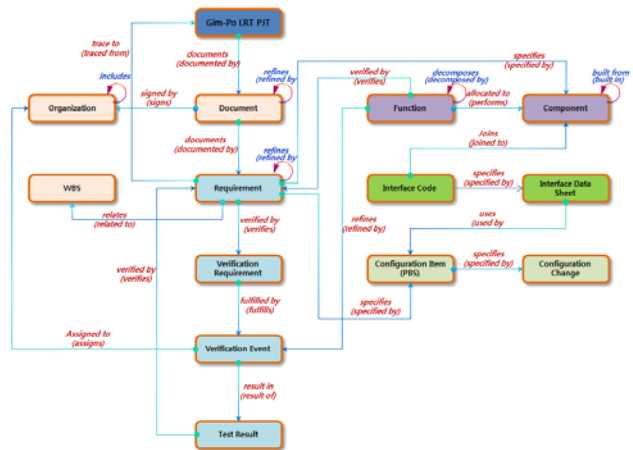 Gim-Po LRT PJT
trace to
(traced from)
documents
(documented by)
specifies
(specified by)
includes
refines
(refined by
verified by
(verifies)
decomposes
(decomposed by)
built from
(built in)
Organization
signed by
(signs)
Document
Function
allocated to
(performs)
Component
documents
(documented by)
Joins
(joined to)
refines
(refined by
WBS
Requirement
Interface Code
specifies
(specified by)
Interface Data
Sheet
relates
(related to)
verified by
(verifies)
refines
(refined by)
uses
(used by
verified by
(verifies)
Verification
Requirement
Configuration Item
(PBS)
specifies
(specified by)
Configuration
Change
fulfilled by
(fulfills)
specifies
(specified by)
Assigned to
(assigns)
Verification Event
result in
(result of)
Test Result